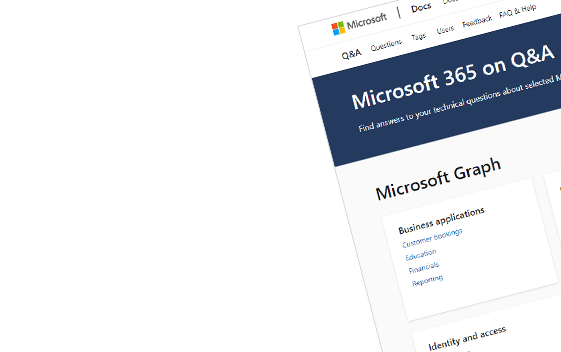 Microsoft | Docs
Q&A Questions Tags Users Feedback FAQ & Help
Microsoft 365 on Q&A
Find answers to your technical questions about selected
Microsoft Graph
Business applications
Customer bookings
Education
Financials
Reporting
Identity and access